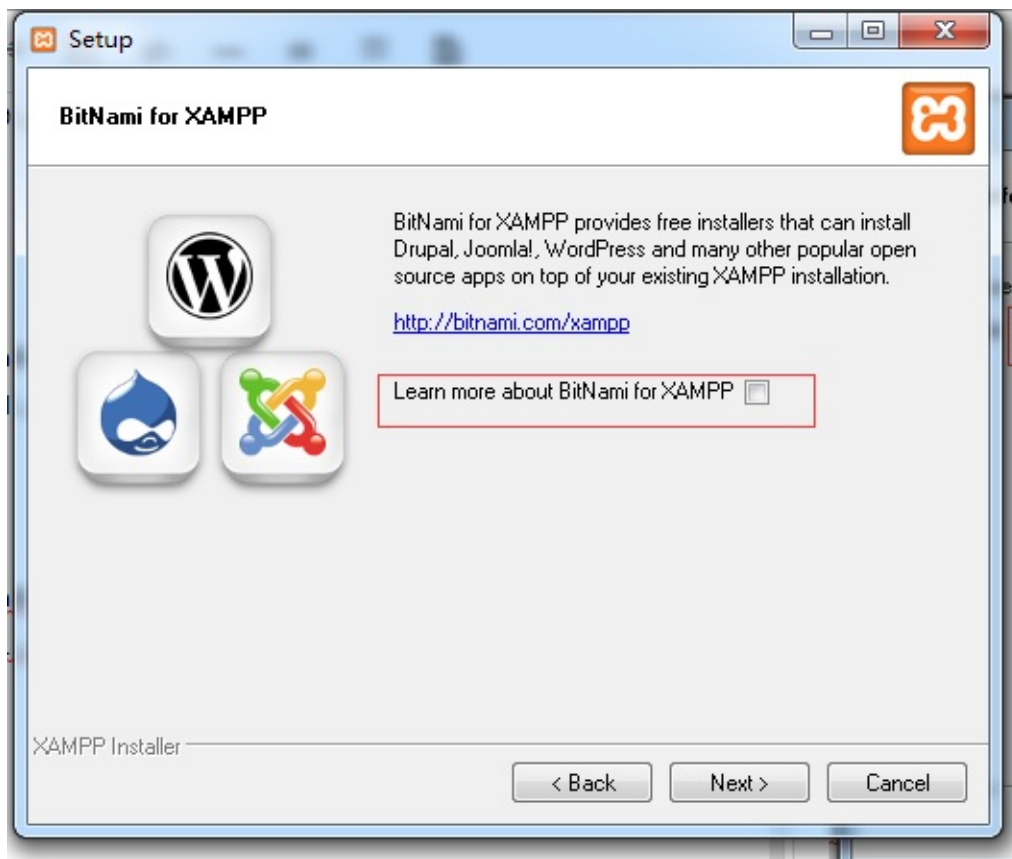 Setup
BitNami for XAMPP
BitNami for XAMPP provides free installers that can install
Drupal, Joomla!, WordPress and many other popular open
source apps on top of your existing XAMPP installation.
http://bitnami.com/xampp
Learn more about BitNami for XAMPP
XAMPP Installer
< Back
Next >
Cancel